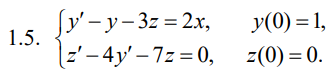 1.5. { y′ – y – 3z = 2x, y(0) = 1,
z′ – 4y′ – 7z = 0, z(0) = 0.